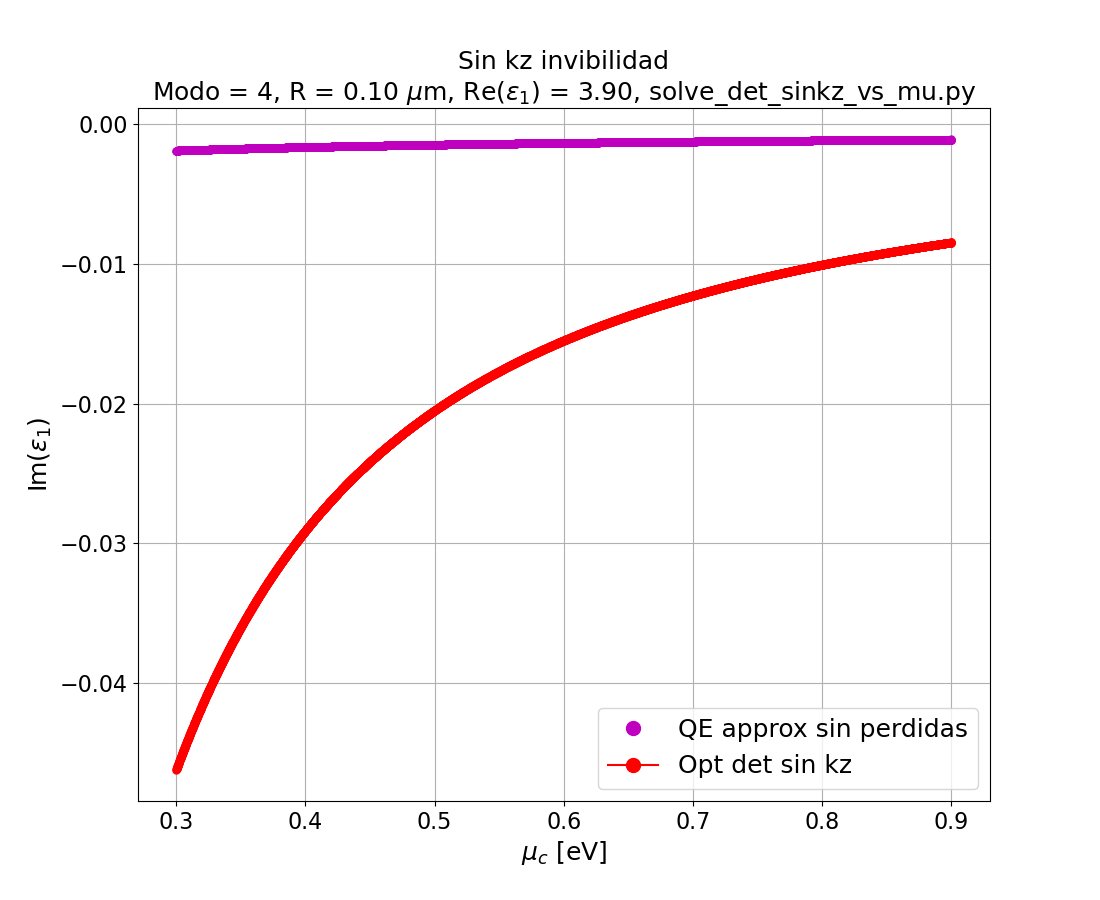 Sin kz invibilidad
Modo = 4, R = 0.10 μm, Re(ε₁) = 3.90, solve_det_sinkz_vs_mu.py
0.00
−0.01
−0.02
−0.03
−0.04
Im(ε₁)
QE approx sin perdidas
Opt det sin kz
0.3 0.4 0.5 0.6 0.7 0.8 0.9
μ_c [eV]